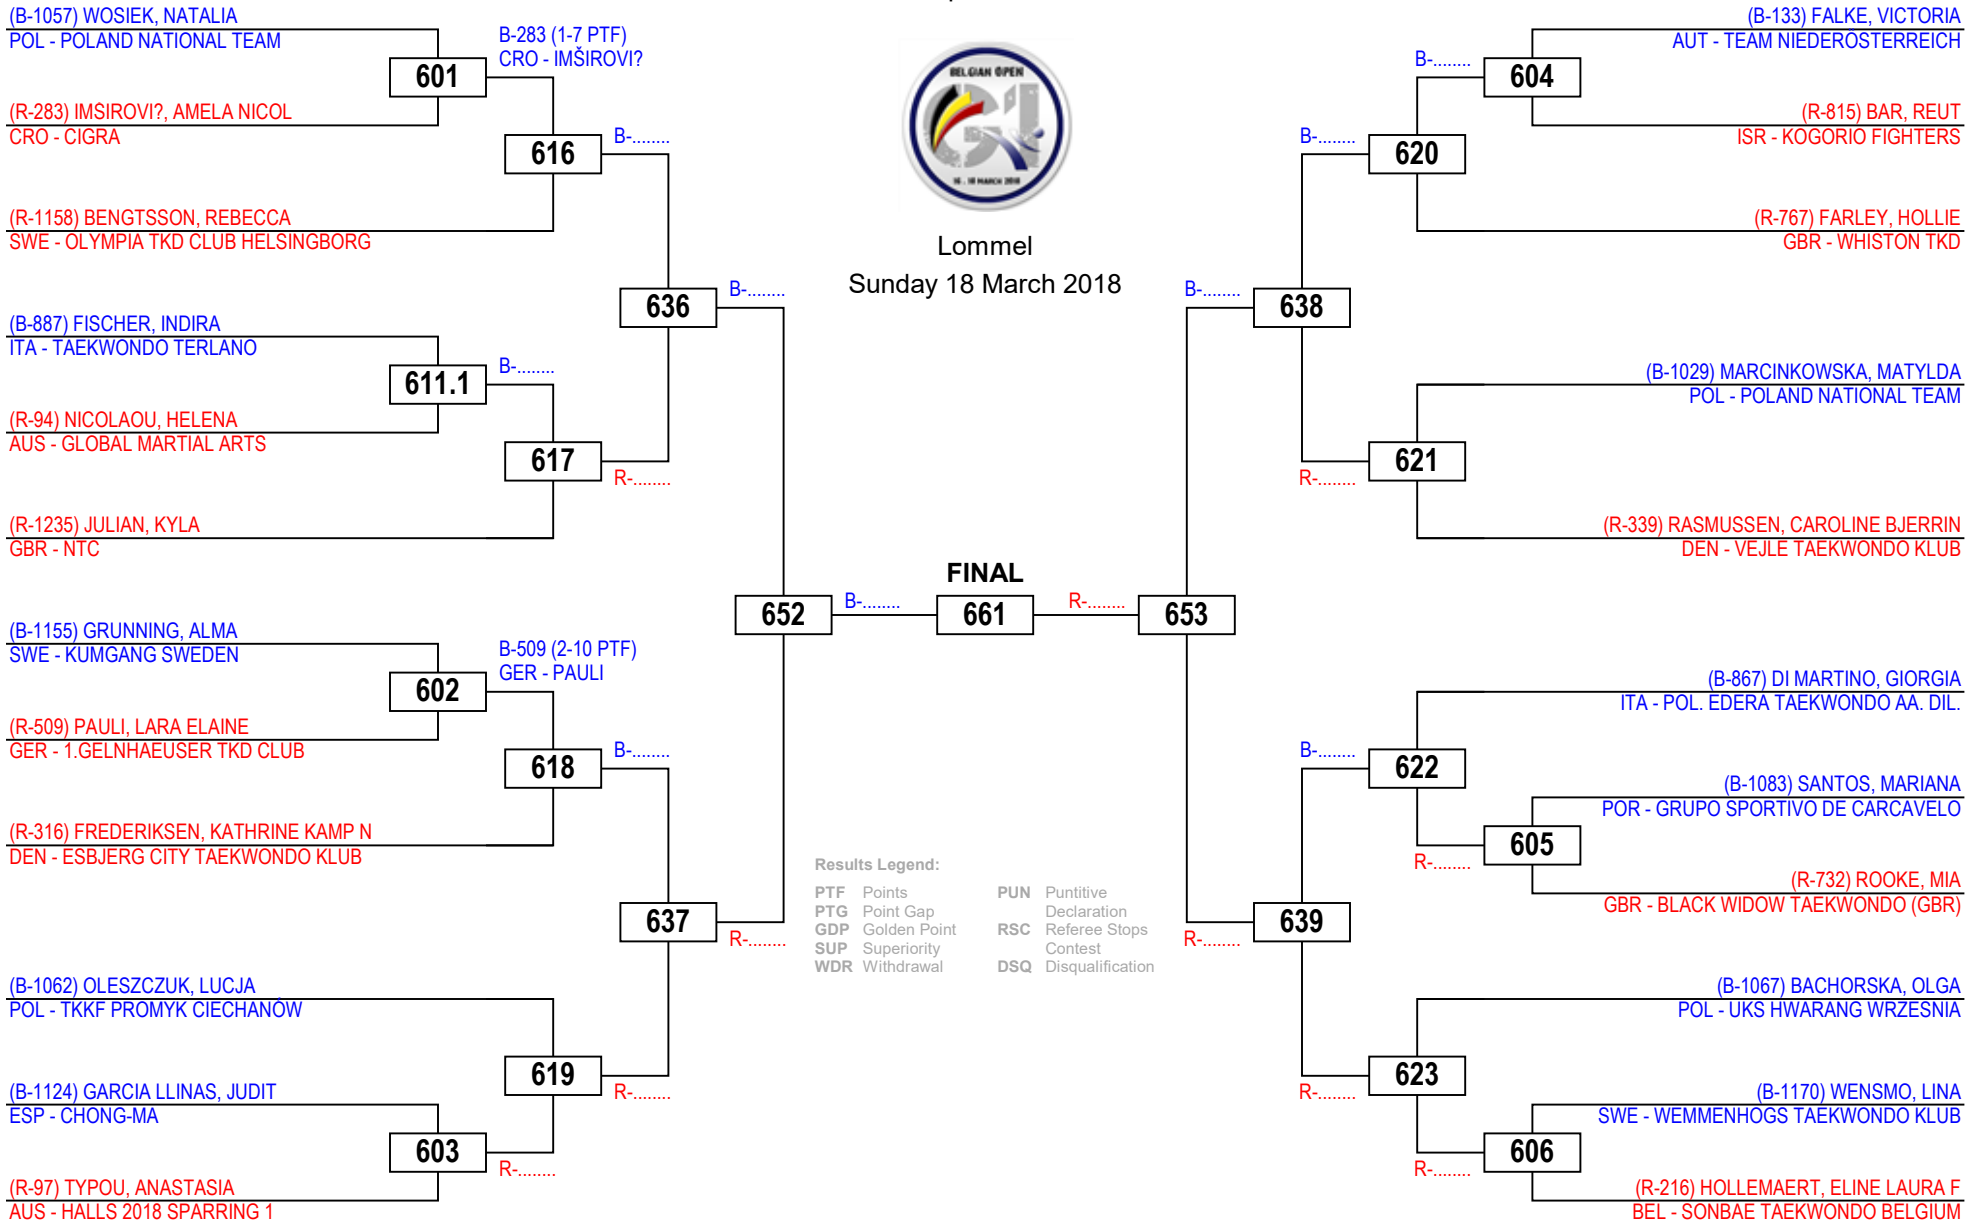 (B-1057) WOSIEK, NATALIA
POL - POLAND NATIONAL TEAM
601
B-283 (1-7 PTF)
CRO - IMŠIROVI?
(R-283) IMŠIROVI?, AMELA NICOL
CRO - CIGRA
616
B-........
(R-1158) BENGTSSON, REBECCA
SWE - OLYMPIA TKD CLUB HELSINGBORG
636
B-........
(B-887) FISCHER, INDIRA
ITA - TAEKWONDO TERLANO
611.1
B-........
(R-94) NICOLAOU, HELENA
AUS - GLOBAL MARTIAL ARTS
617
R-........
(R-1235) JULIAN, KYLA
GBR - NTC
652
B-........
(B-1155) GRUNNING, ALMA
SWE - KUMGANG SWEDEN
602
B-509 (2-10 PTF)
GER - PAULI
(R-509) PAULI, LARA ELAINE
GER - 1.GELNHAEUSER TKD CLUB
618
B-........
(R-316) FREDERIKSEN, KATHRINE KAMP N
DEN - ESBJERG CITY TAEKWONDO KLUB
637
R-........
(B-1062) OLESZCZUK, LUCJA
POL - TKKF PROMYK CIECHANÓW
619
R-........
(B-1124) GARCIA LLINAS, JUDIT
ESP - CHONG-MA
603
R-........
(R-97) TYPOU, ANASTASIA
AUS - HALLS 2018 SPARRING 1
BELGIAN OPEN
G1
16 - 18 MARCH 2018
Lommel
Sunday 18 March 2018
FINAL
661
R-........
Results Legend:
PTF Points
PTG Point Gap
GDP Golden Point
SUP Superiority
WDR Withdrawal
PUN Puntitive
Declaration
RSC Referee Stops
Contest
DSQ Disqualification
(B-133) FALKE, VICTORIA
AUT - TEAM NIEDERÖSTERREICH
B-........
604
(R-815) BAR, REUT
ISR - KOGORIO FIGHTERS
B-........
620
(R-767) FARLEY, HOLLIE
GBR - WHISTON TKD
B-........
638
(B-1029) MARCINKOWSKA, MATYLDA
POL - POLAND NATIONAL TEAM
621
R-........
(R-339) RASMUSSEN, CAROLINE BJERRIN
DEN - VEJLE TAEKWONDO KLUB
653
(B-867) DI MARTINO, GIORGIA
ITA - POL. EDERA TAEKWONDO AA. DIL.
B-........
622
(B-1083) SANTOS, MARIANA
POR - GRUPO SPORTIVO DE CARCAVELO
605
R-........
(R-732) ROOKE, MIA
GBR - BLACK WIDOW TAEKWONDO (GBR)
639
R-........
(B-1067) BACHORSKA, OLGA
POL - UKS HWARANG WRZESNIA
623
R-........
(B-1170) WENSMO, LINA
SWE - WEMMENHOGS TAEKWONDO KLUB
606
R-........
(R-216) HOLLEMAERT, ELINE LAURA F
BEL - SONBAE TAEKWONDO BELGIUM